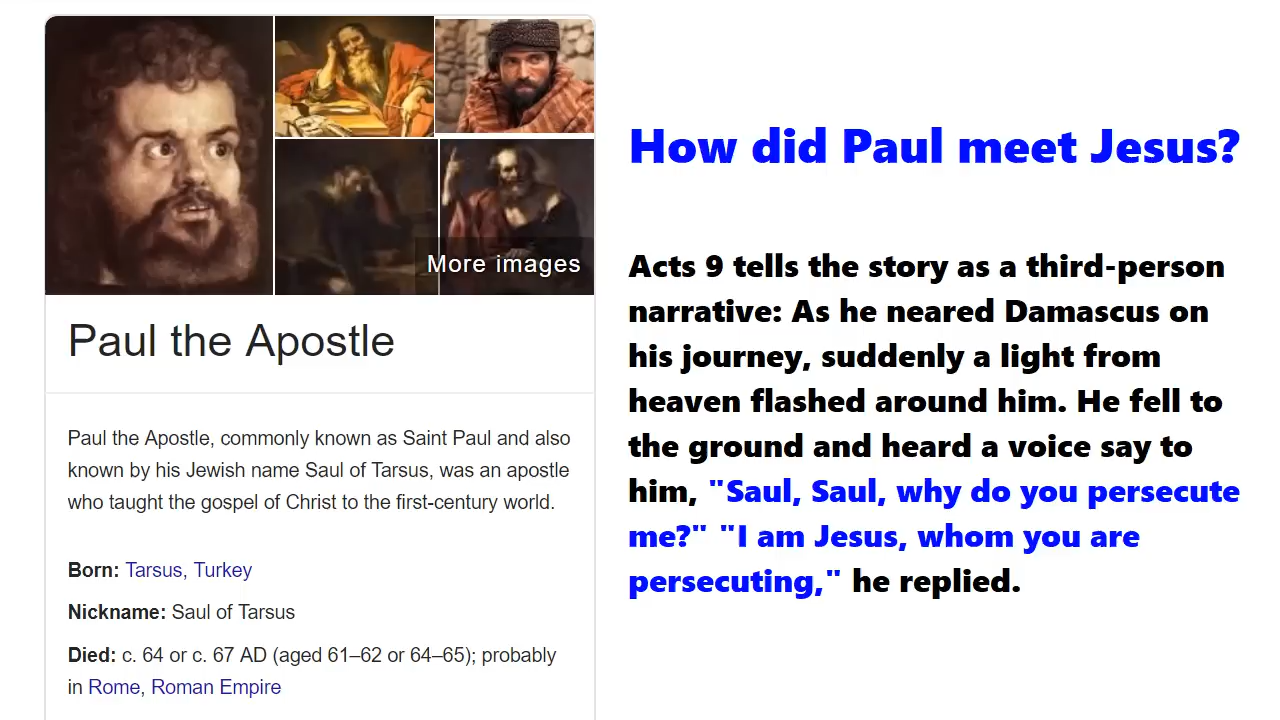 More images
Paul the Apostle
Paul the Apostle, commonly known as Saint Paul and also
known by his Jewish name Saul of Tarsus, was an apostle
who taught the gospel of Christ to the first-century world.
Born: Tarsus, Turkey
Nickname: Saul of Tarsus
Died: c. 64 or c. 67 AD (aged 61–62 or 64–65); probably
in Rome, Roman Empire
How did Paul meet Jesus?
Acts 9 tells the story as a third-person
narrative: As he neared Damascus on
his journey, suddenly a light from
heaven flashed around him. He fell to
the ground and heard a voice say to
him, "Saul, Saul, why do you persecute
me?" "I am Jesus, whom you are
persecuting," he replied.